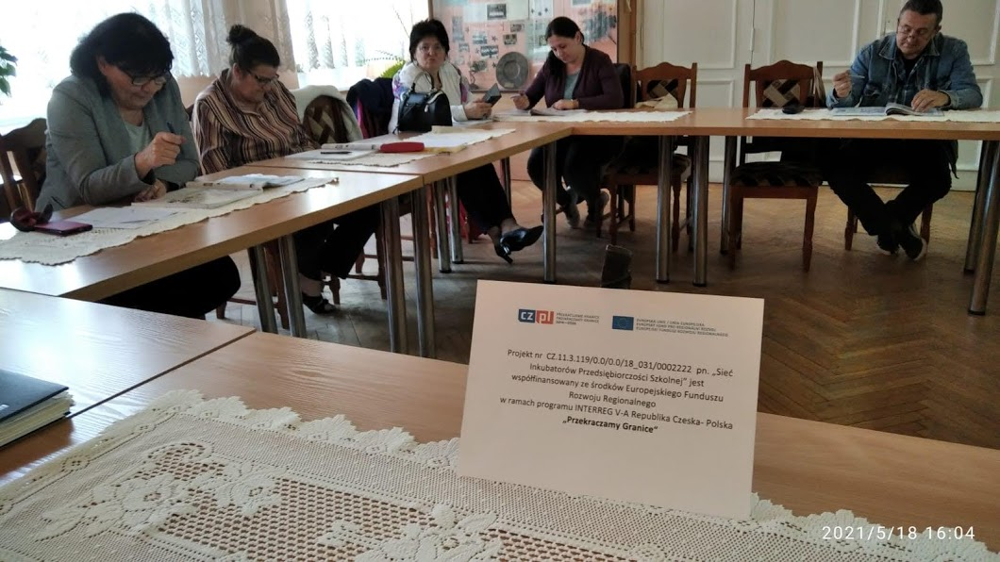 cz pl
PŘEKRAČUJEME HRANICE
PRZEKRACZAMY GRANICE
2014—2020
EVROPSKÁ UNIE / UNIA EUROPEJSKA
EVROPSKÝ FOND PRO REGIONÁLNÍ ROZVOJ
EUROPEJSKI FUNDUSZ ROZWOJU REGIONALNEGO
Projekt nr CZ.11.3.119/0.0/0.0/18_031/0002222 pn. „Sieć
Inkubatorów Przedsiębiorczości Szkolnej” jest
współfinansowany ze środków Europejskiego Funduszu
Rozwoju Regionalnego
w ramach programu INTERREG V-A Republika Czeska- Polska
„Przekraczamy Granice“
2021/5/18 16:04